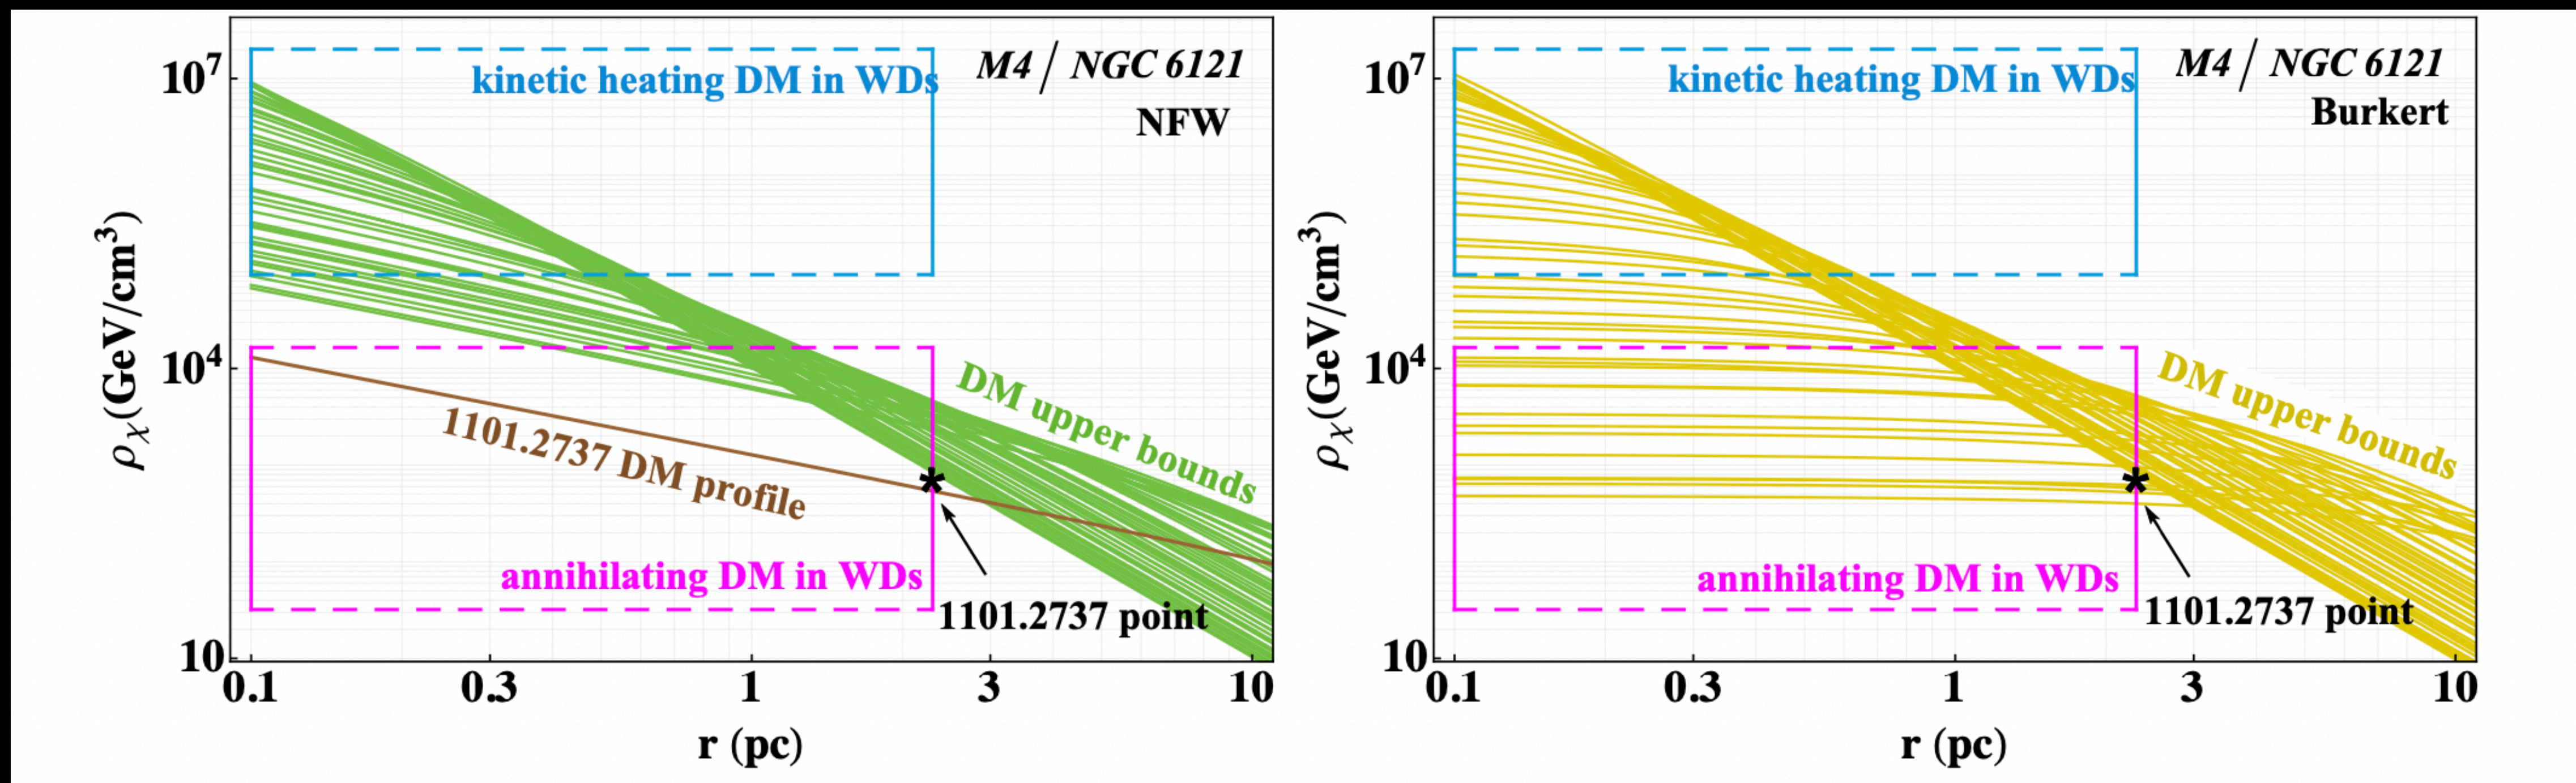 M4 / NGC 6121
NFW
kinetic heating DM in WDs
10^7
10^4
10
ρχ(GeV/cm^3)
DM upper bounds
1101.2737 DM profile
annihilating DM in WDs
1101.2737 point
0.1 0.3 1 3 10
r (pc)
M4 / NGC 6121
Burkert
kinetic heating DM in WDs
10^7
10^4
10
ρχ(GeV/cm^3)
DM upper bounds
annihilating DM in WDs
1101.2737 point
0.1 0.3 1 3 10
r (pc)